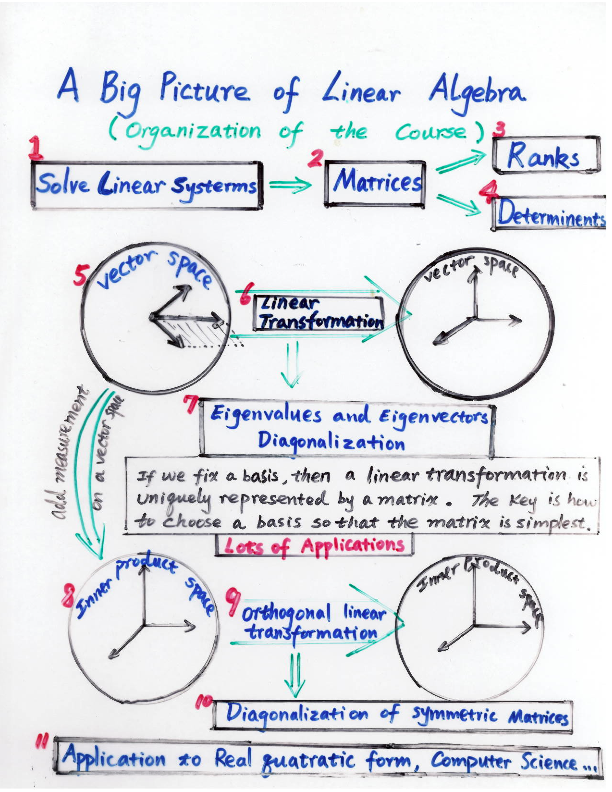 A Big Picture of Linear Algebra
(Organization of the Course)
1
Solve Linear Systerms
2
Matrices
3
Ranks
4
Determinents
5
vector space
6
Linear
Transformation
vector space
7
Eigenvalues and Eigenvectors
Diagonalization
add measurement
on a vector space
If we fix a basis, then a linear transformation is
uniquely represented by a matrix. The key is how
to choose a basis so that the matrix is simplest.
Lots of Applications
8
Inner product space
9
Orthogonal linear
transformation
Inner Product space
10
Diagonalization of symmetric Matrices
11
Application to Real quatratic form, Computer Science ...